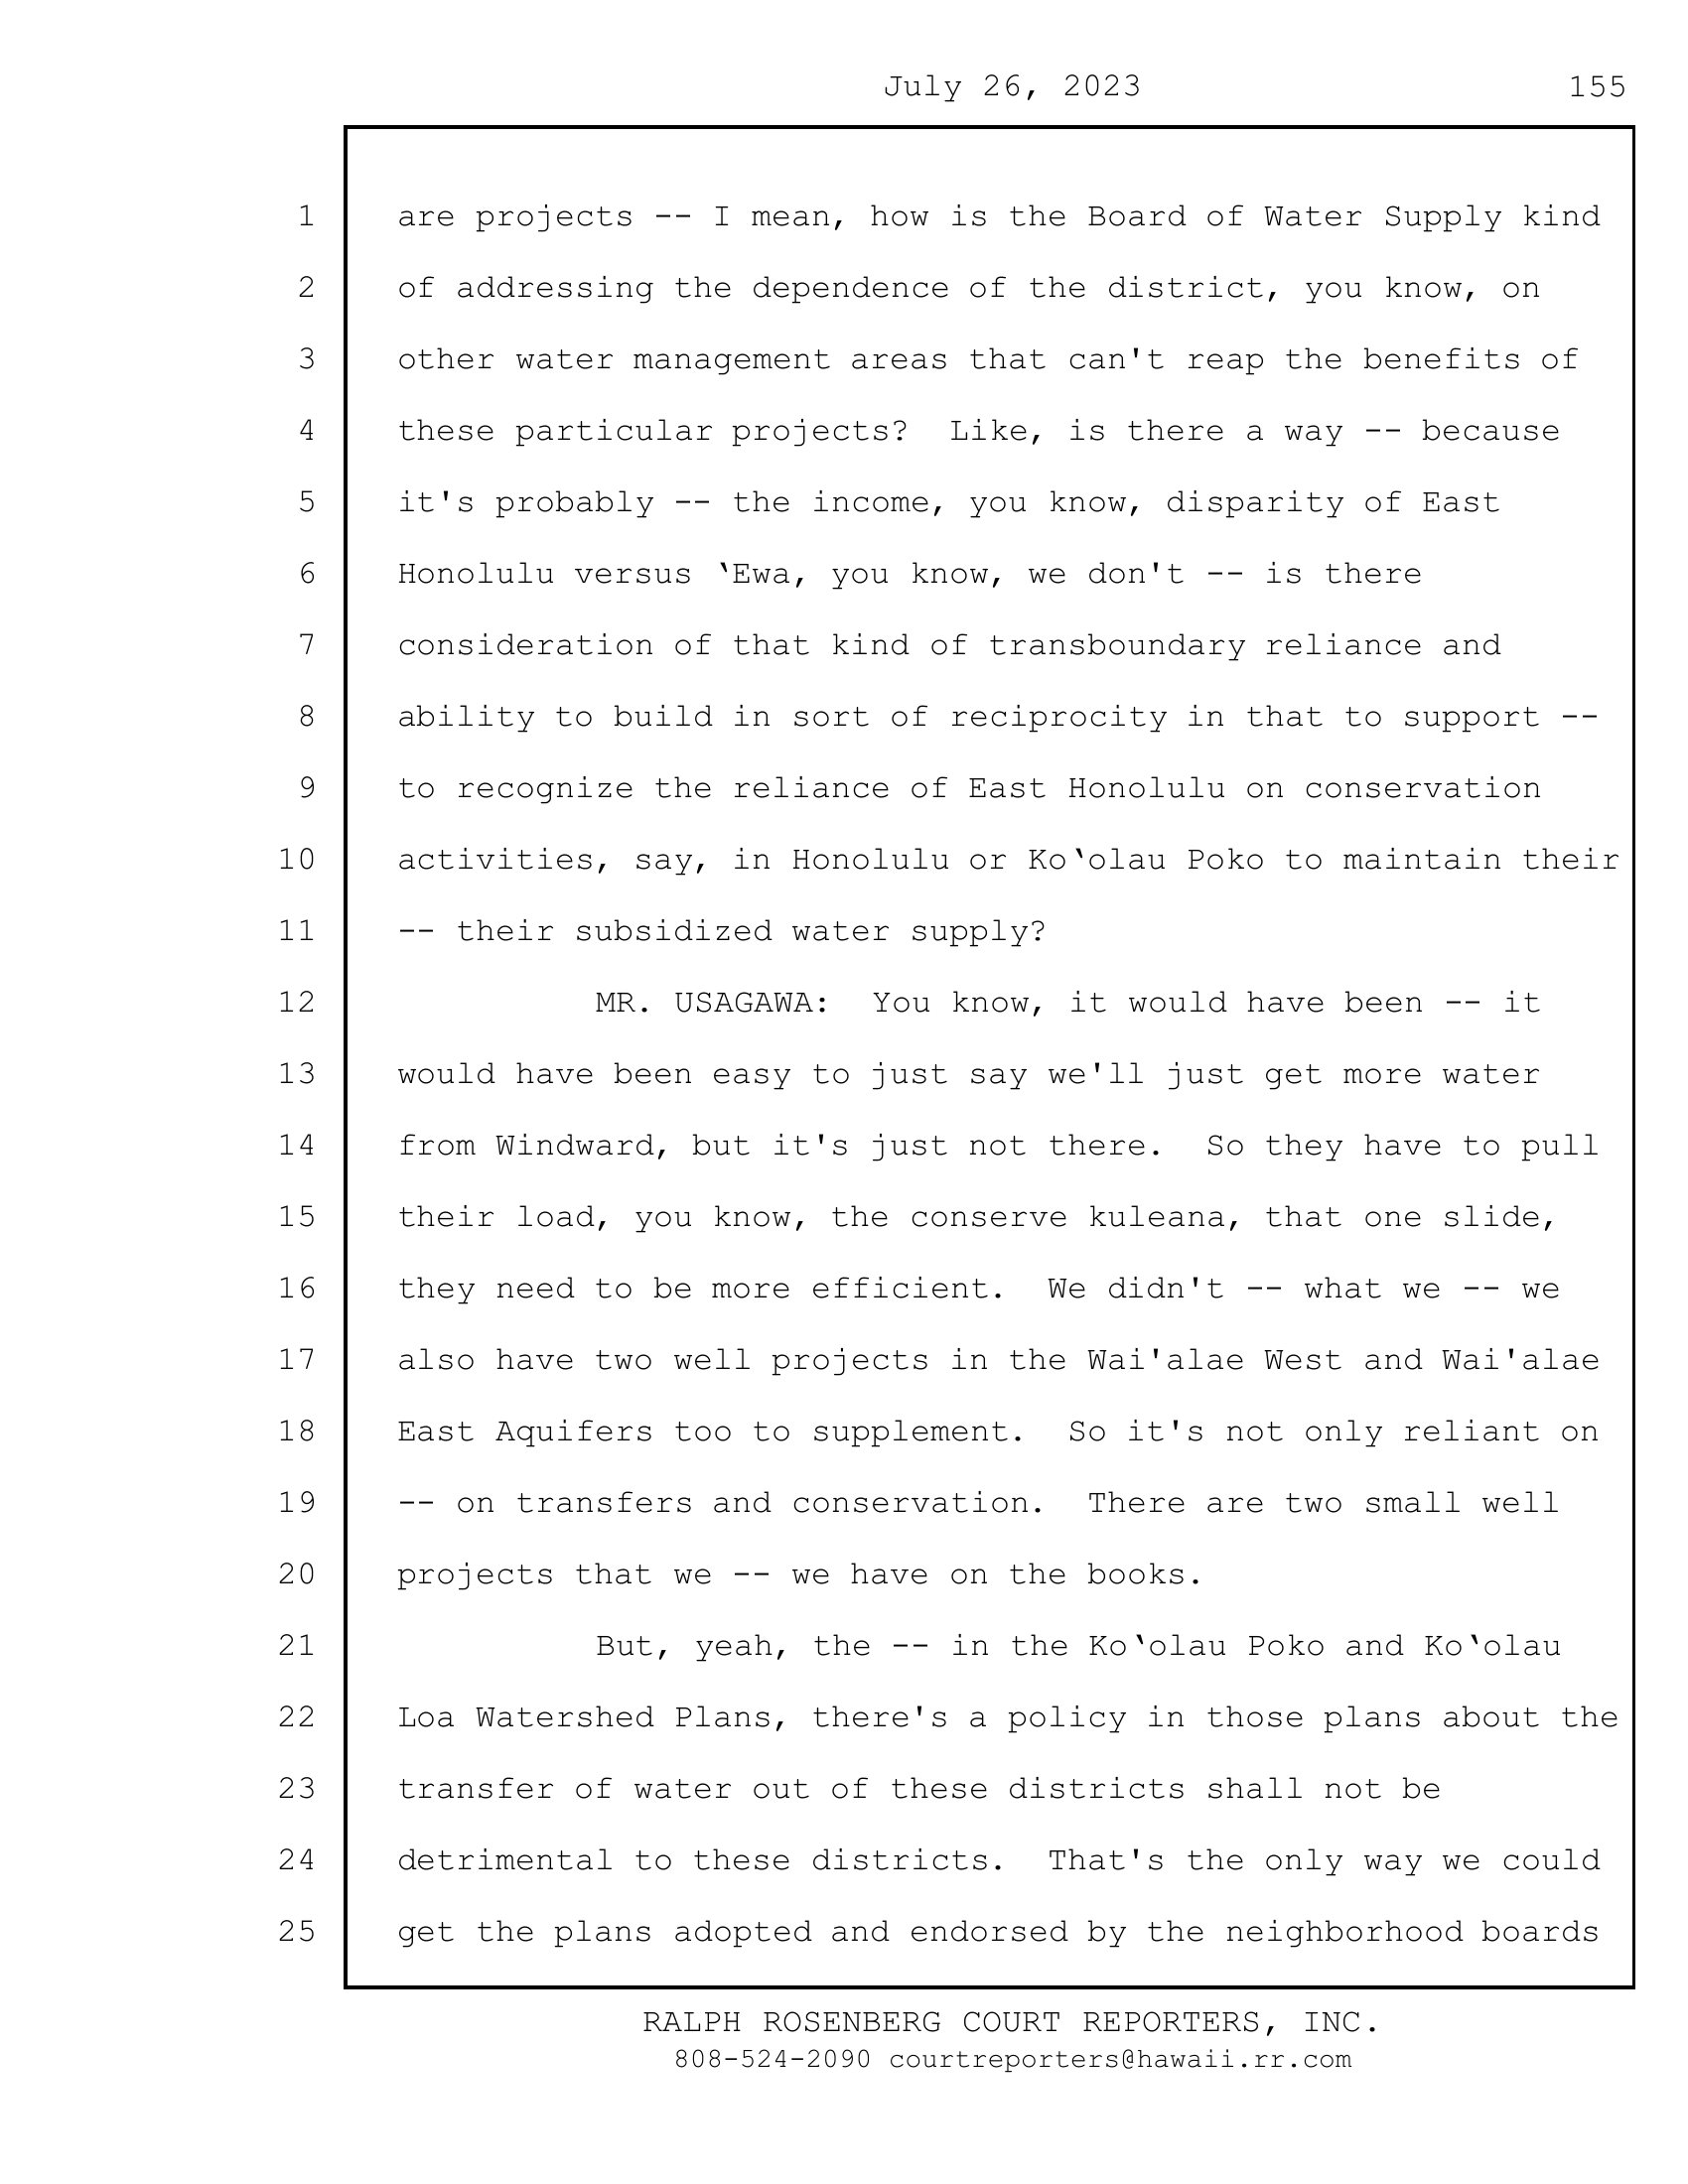 July 26, 2023 155
1 are projects -- I mean, how is the Board of Water Supply kind
2 of addressing the dependence of the district, you know, on
3 other water management areas that can't reap the benefits of
4 these particular projects?  Like, is there a way -- because
5 it's probably -- the income, you know, disparity of East
6 Honolulu versus ‘Ewa, you know, we don't -- is there
7 consideration of that kind of transboundary reliance and
8 ability to build in sort of reciprocity in that to support --
9 to recognize the reliance of East Honolulu on conservation
10 activities, say, in Honolulu or Ko‘olau Poko to maintain their
11 -- their subsidized water supply?
12 MR. USAGAWA:  You know, it would have been -- it
13 would have been easy to just say we'll just get more water
14 from Windward, but it's just not there.  So they have to pull
15 their load, you know, the conserve kuleana, that one slide,
16 they need to be more efficient.  We didn't -- what we -- we
17 also have two well projects in the Wai'alae West and Wai'alae
18 East Aquifers too to supplement.  So it's not only reliant on
19 -- on transfers and conservation.  There are two small well
20 projects that we -- we have on the books.
21 But, yeah, the -- in the Ko‘olau Poko and Ko‘olau
22 Loa Watershed Plans, there's a policy in those plans about the
23 transfer of water out of these districts shall not be
24 detrimental to these districts.  That's the only way we could
25 get the plans adopted and endorsed by the neighborhood boards
RALPH ROSENBERG COURT REPORTERS, INC.
808-524-2090 courtreporters@hawaii.rr.com